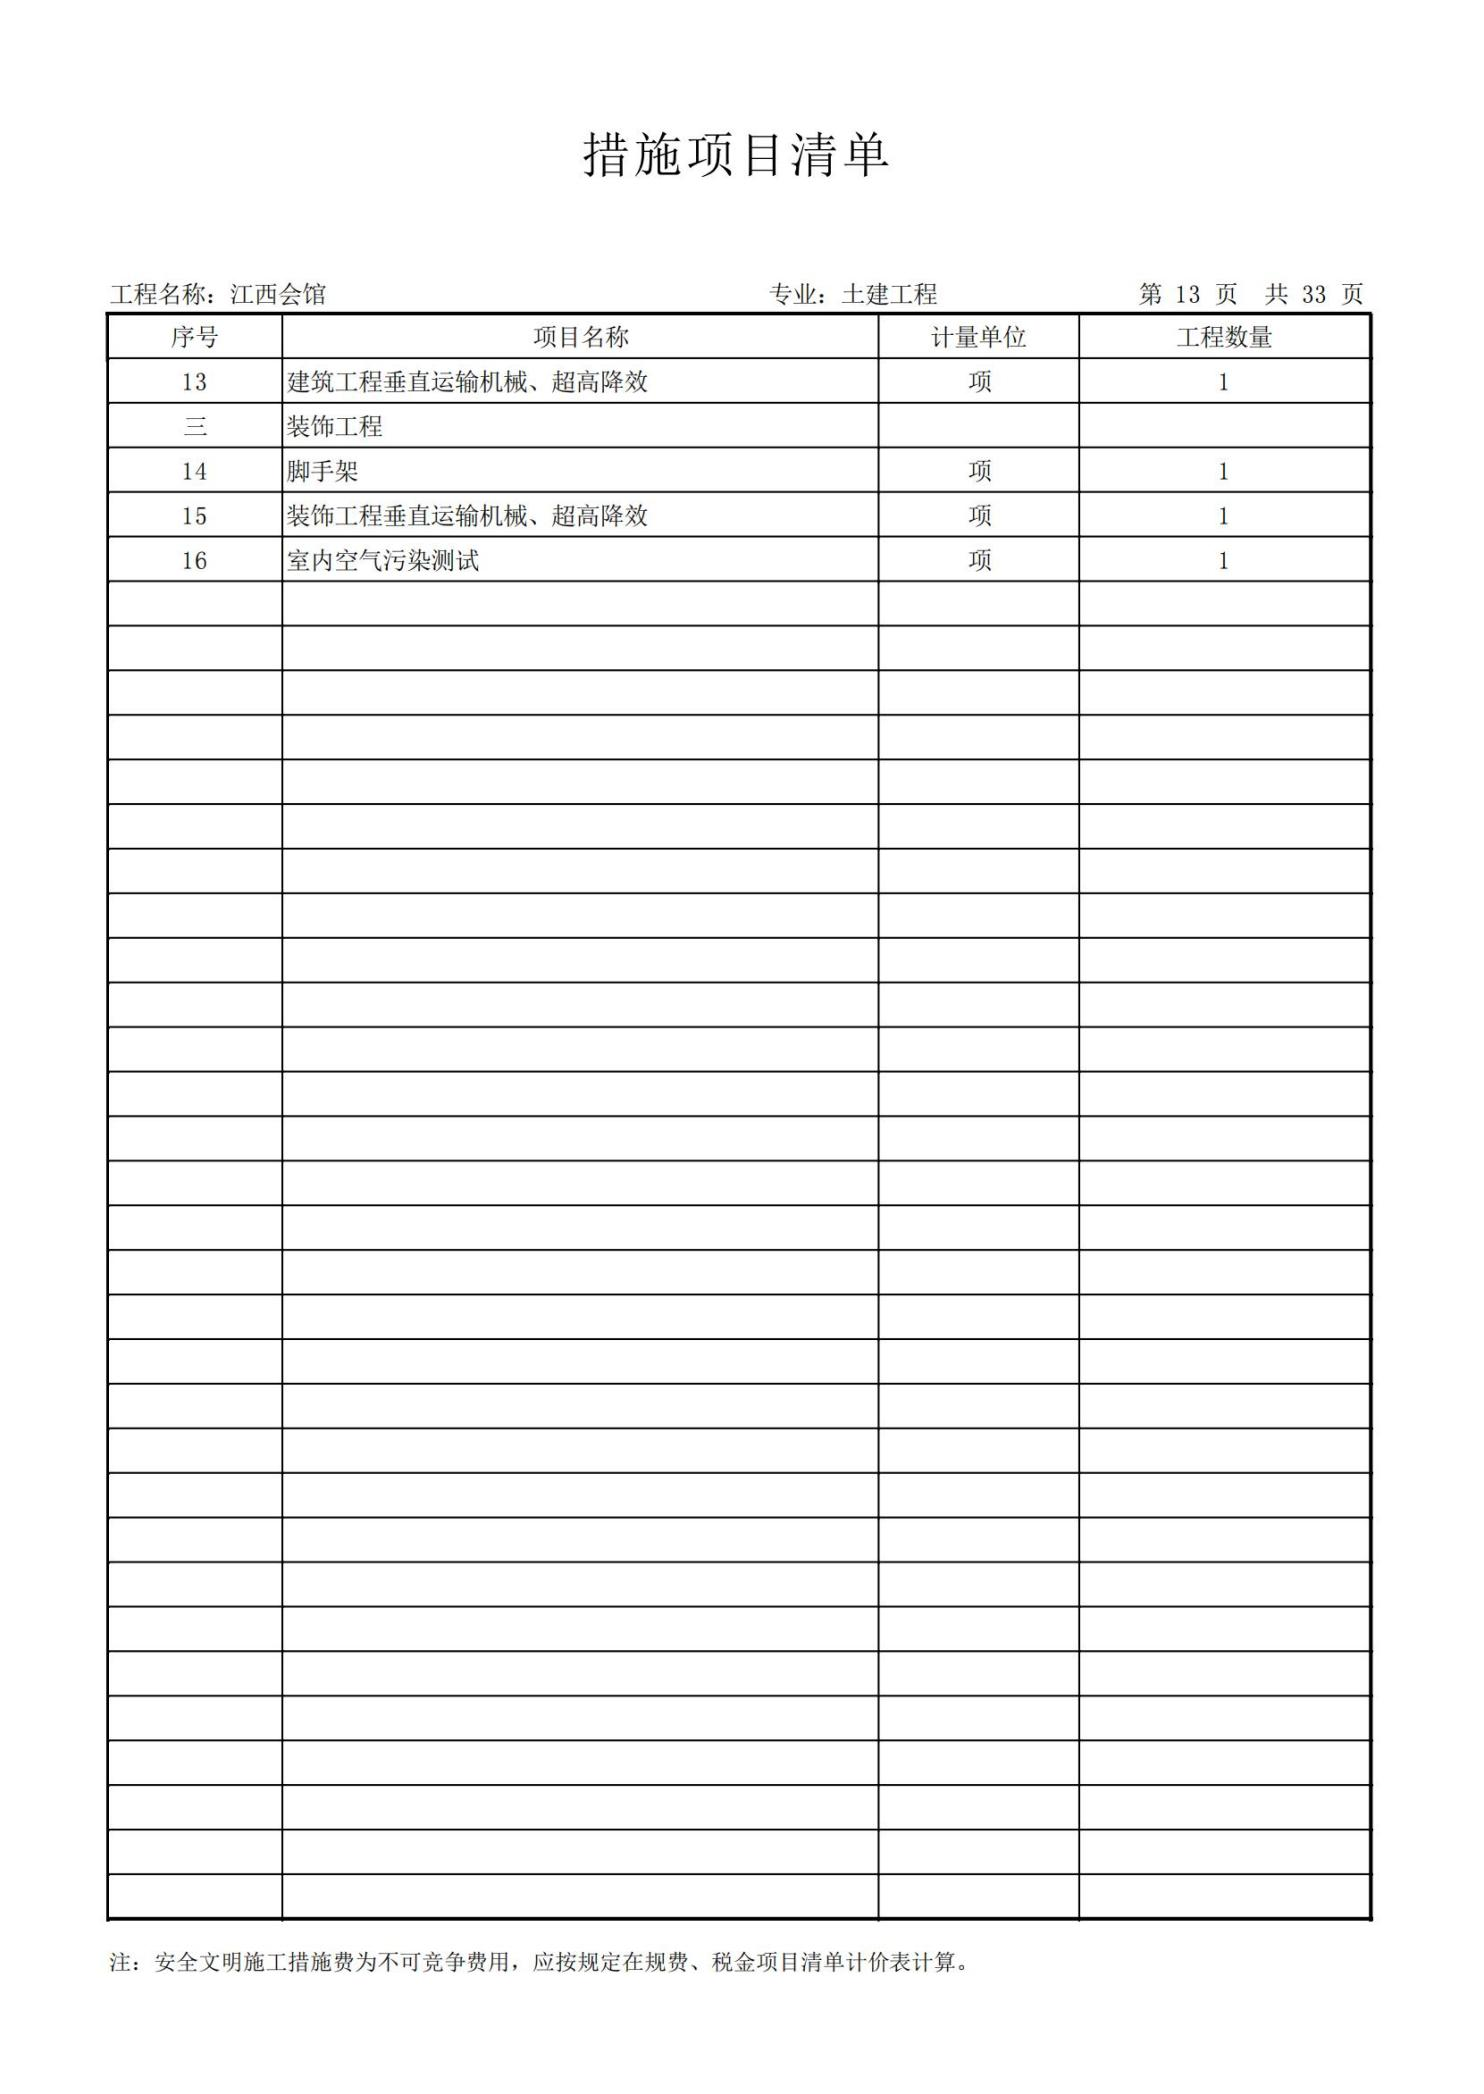 措施项目清单
工程名称：江西会馆 专业：土建工程 第 13 页 共 33 页
序号 项目名称 计量单位 工程数量
13 建筑工程垂直运输机械、超高降效 项 1
三 装饰工程
14 脚手架 项 1
15 装饰工程垂直运输机械、超高降效 项 1
16 室内空气污染测试 项 1
注：安全文明施工措施费为不可竞争费用，应按规定在规费、税金项目清单计价表计算。